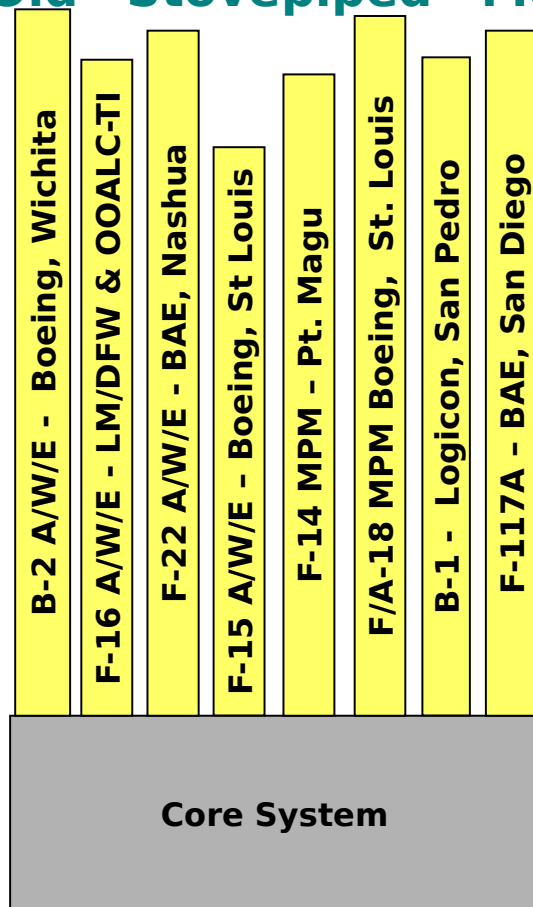 "Stovepiped"
B-2 A/W/E - Boeing, Wichita
F-16 A/W/E – LM/DFW & OOALC-TI
F-22 A/W/E - BAE, Nashua
F-15 A/W/E – Boeing, St Louis
F-14 MPM – Pt. Magu
F/A-18 MPM Boeing, St. Louis
B-1 - Logicon, San Pedro
F-117A – BAE, San Diego
Core System